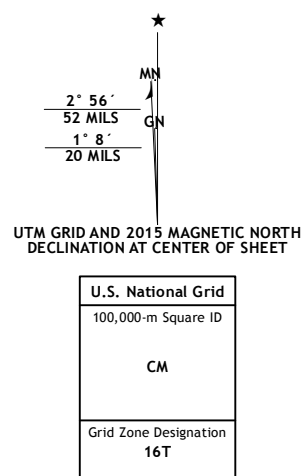 MN
2° 56´
52 MILS
GN
1° 8´
20 MILS
UTM GRID AND 2015 MAGNETIC NORTH
DECLINATION AT CENTER OF SHEET
U.S. National Grid
100,000-m Square ID
CM
Grid Zone Designation
16T